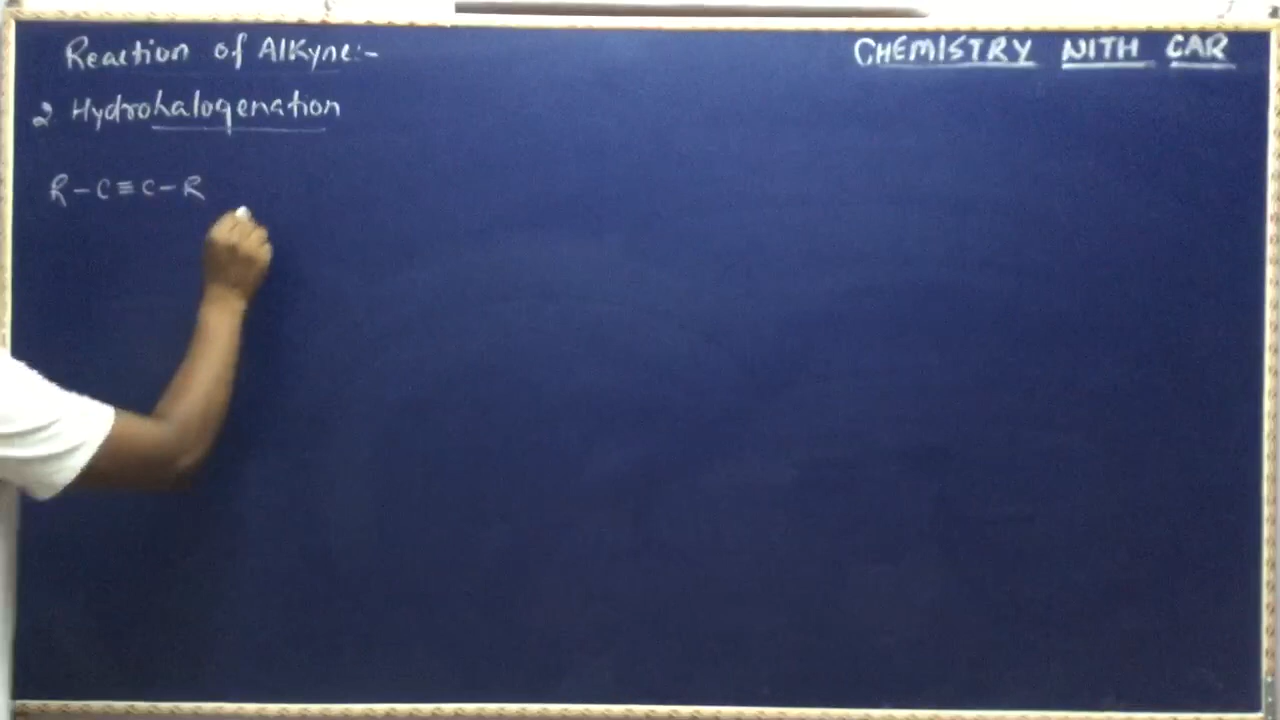 Reaction of Alkyne:-
CHEMISTRY NITH CAR
2 Hydrohalogenation
R-C≡C-R